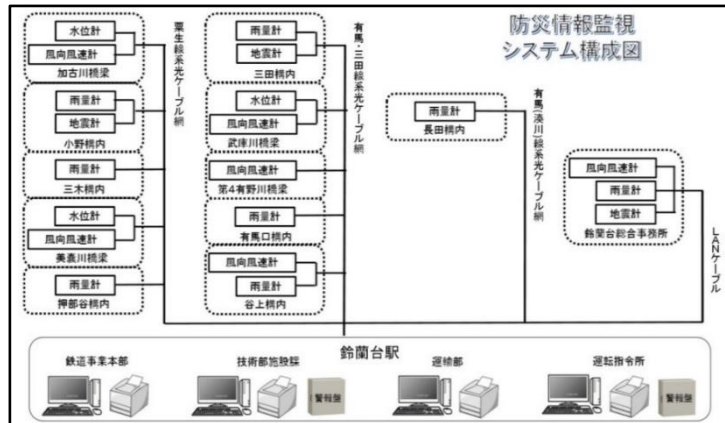 防災情報監視
システム構成図
水位計
風向風速計
加古川橋梁
雨量計
地震計
小野構内
雨量計
三木構内
水位計
風向風速計
美嚢川橋梁
雨量計
押部谷構内
粟生線系光ケーブル網
雨量計
地震計
三田構内
水位計
風向風速計
武庫川橋梁
風向風速計
第4有野川橋梁
雨量計
有馬口構内
風向風速計
雨量計
谷上構内
有馬・三田線系光ケーブル網
雨量計
長田構内
有馬(湊川)線系光ケーブル網
風向風速計
雨量計
地震計
鈴蘭台総合事務所
LANケーブル
鈴蘭台駅
鉄道事業本部
技術部施設課
警報盤
運輸部
運転指令所
警報盤